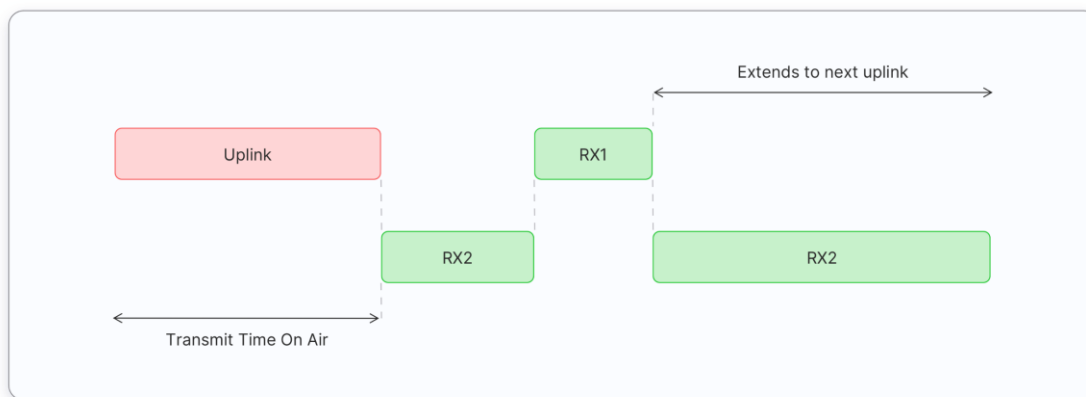 Extends to next uplink
Uplink
RX1
RX2
RX2
Transmit Time On Air